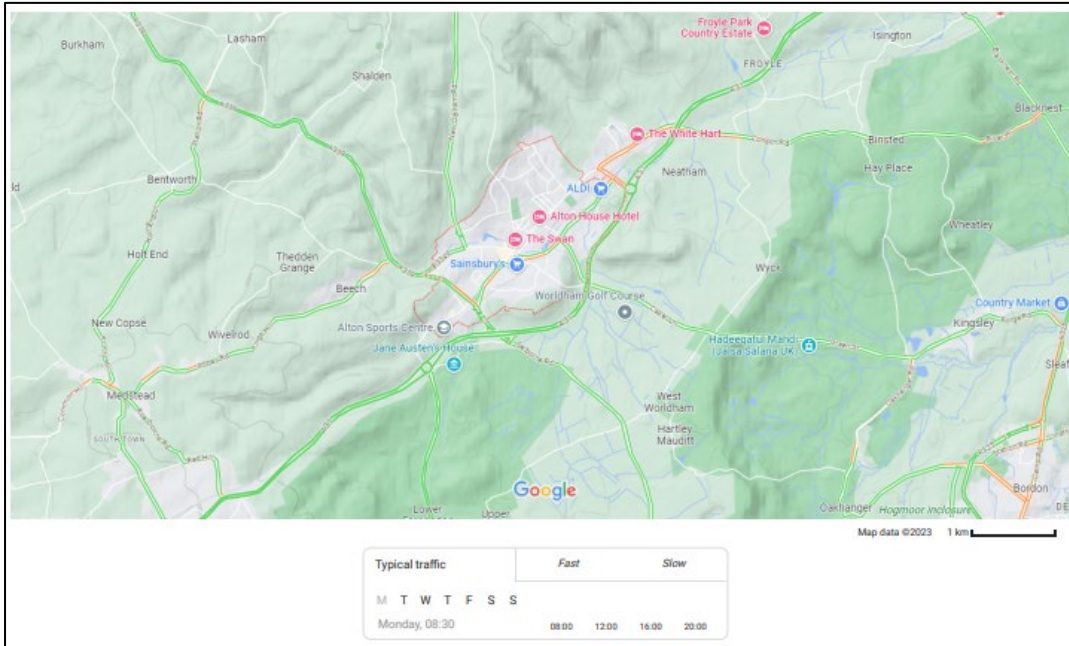 Froyle Park
Country Estate
Isington
Burkham
Lasham
Shalden
FROYLE
Blacknest
The White Hart
Binsted
Hay Place
Neatham
Bentworth
ALDI
Alton House Hotel
Wheatley
The Swan
Holt End
Thedden
Grange
Sainsbury's
Wyck
Beech
Worldham Golf Course
Country Market
New Copse
Wivelrod
Alton Sports Centre
Kingsley
Jane Austen's House
Hadeeqatul Mahdi
(Jalsa Salana UK)
Sleaf
Medstead
West
Worldham
Hartley
Mauditt
SOUTH TOWN
Google
Bordon
Lower
Upper
Oakhanger
Hogmoor Inclosure
DE
Map data ©2023 1 km
Typical traffic Fast Slow
M T W T F S S
Monday, 08:30 08:00 12:00 16:00 20:00